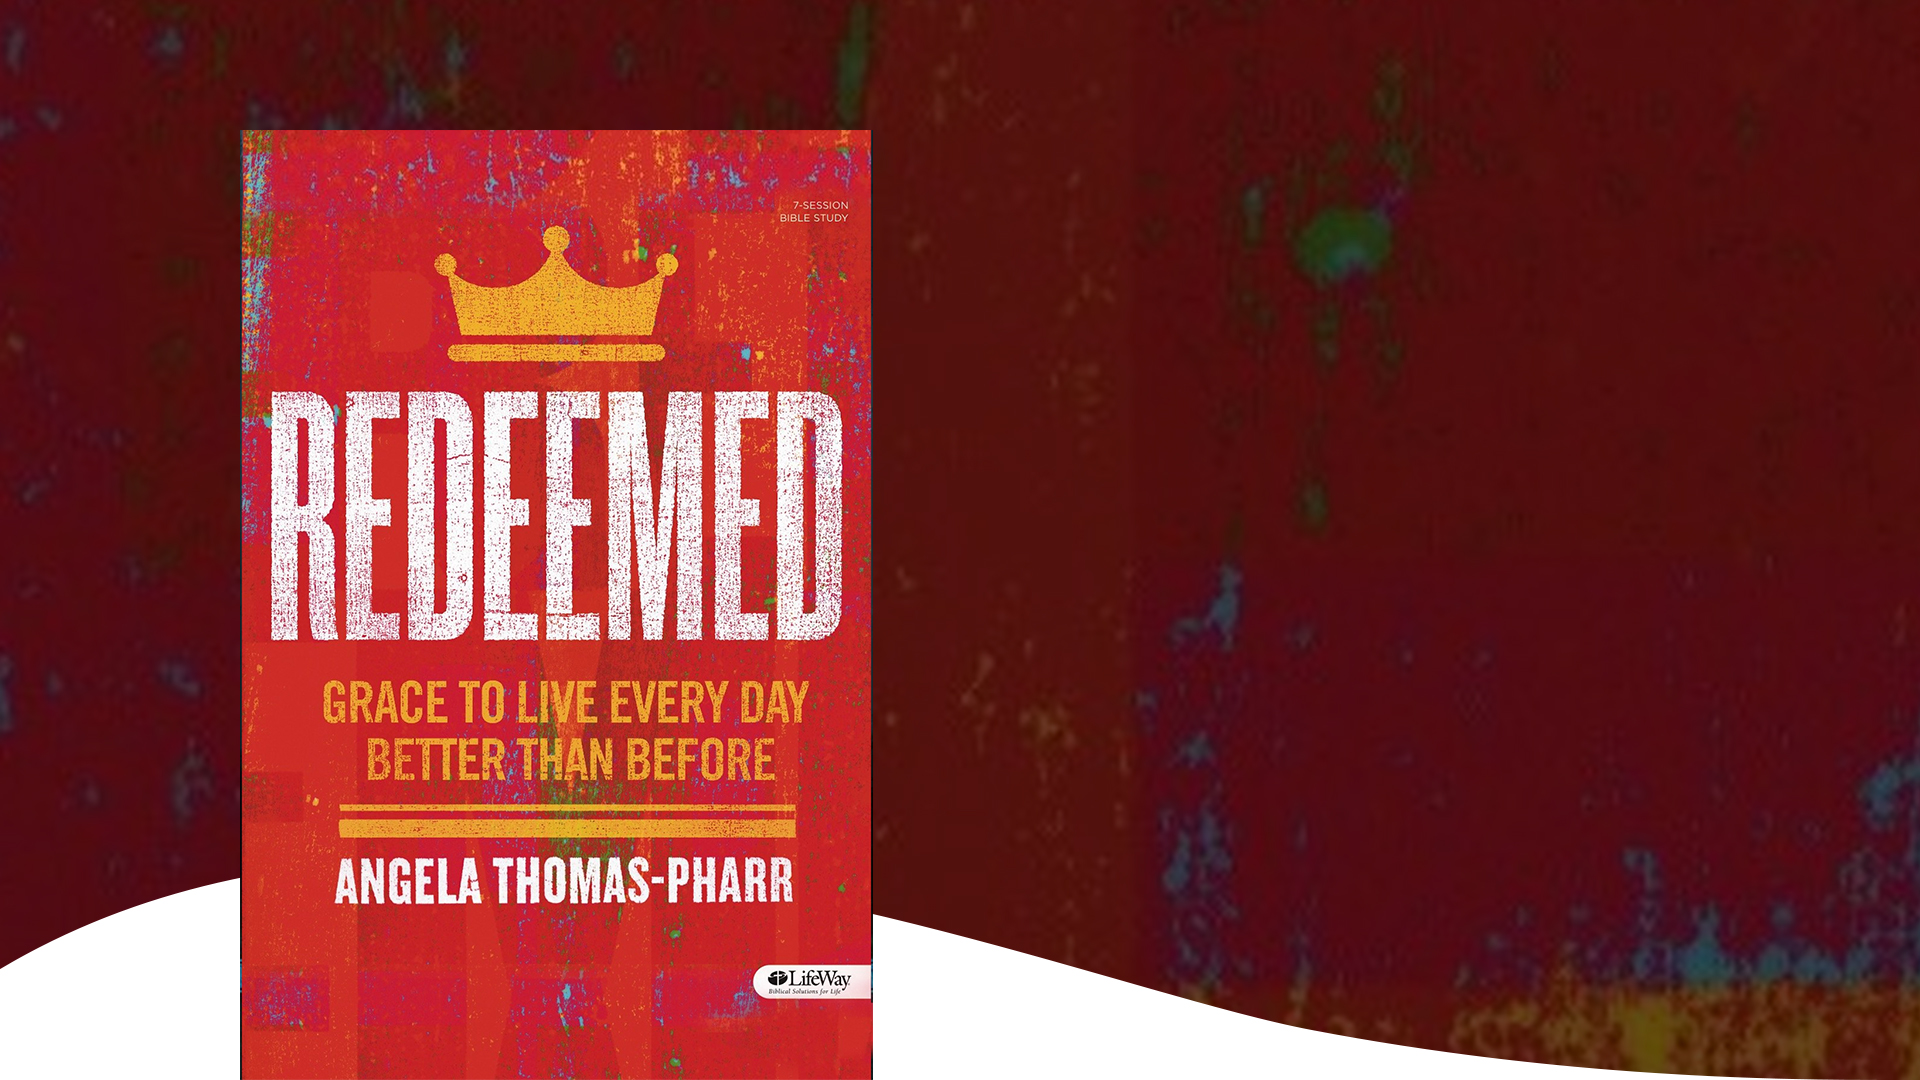 7-SESSION
BIBLE STUDY
REDEEMED
GRACE TO LIVE EVERY DAY
BETTER THAN BEFORE
ANGELA THOMAS-PHARR
LifeWay
Biblical Solutions for Life